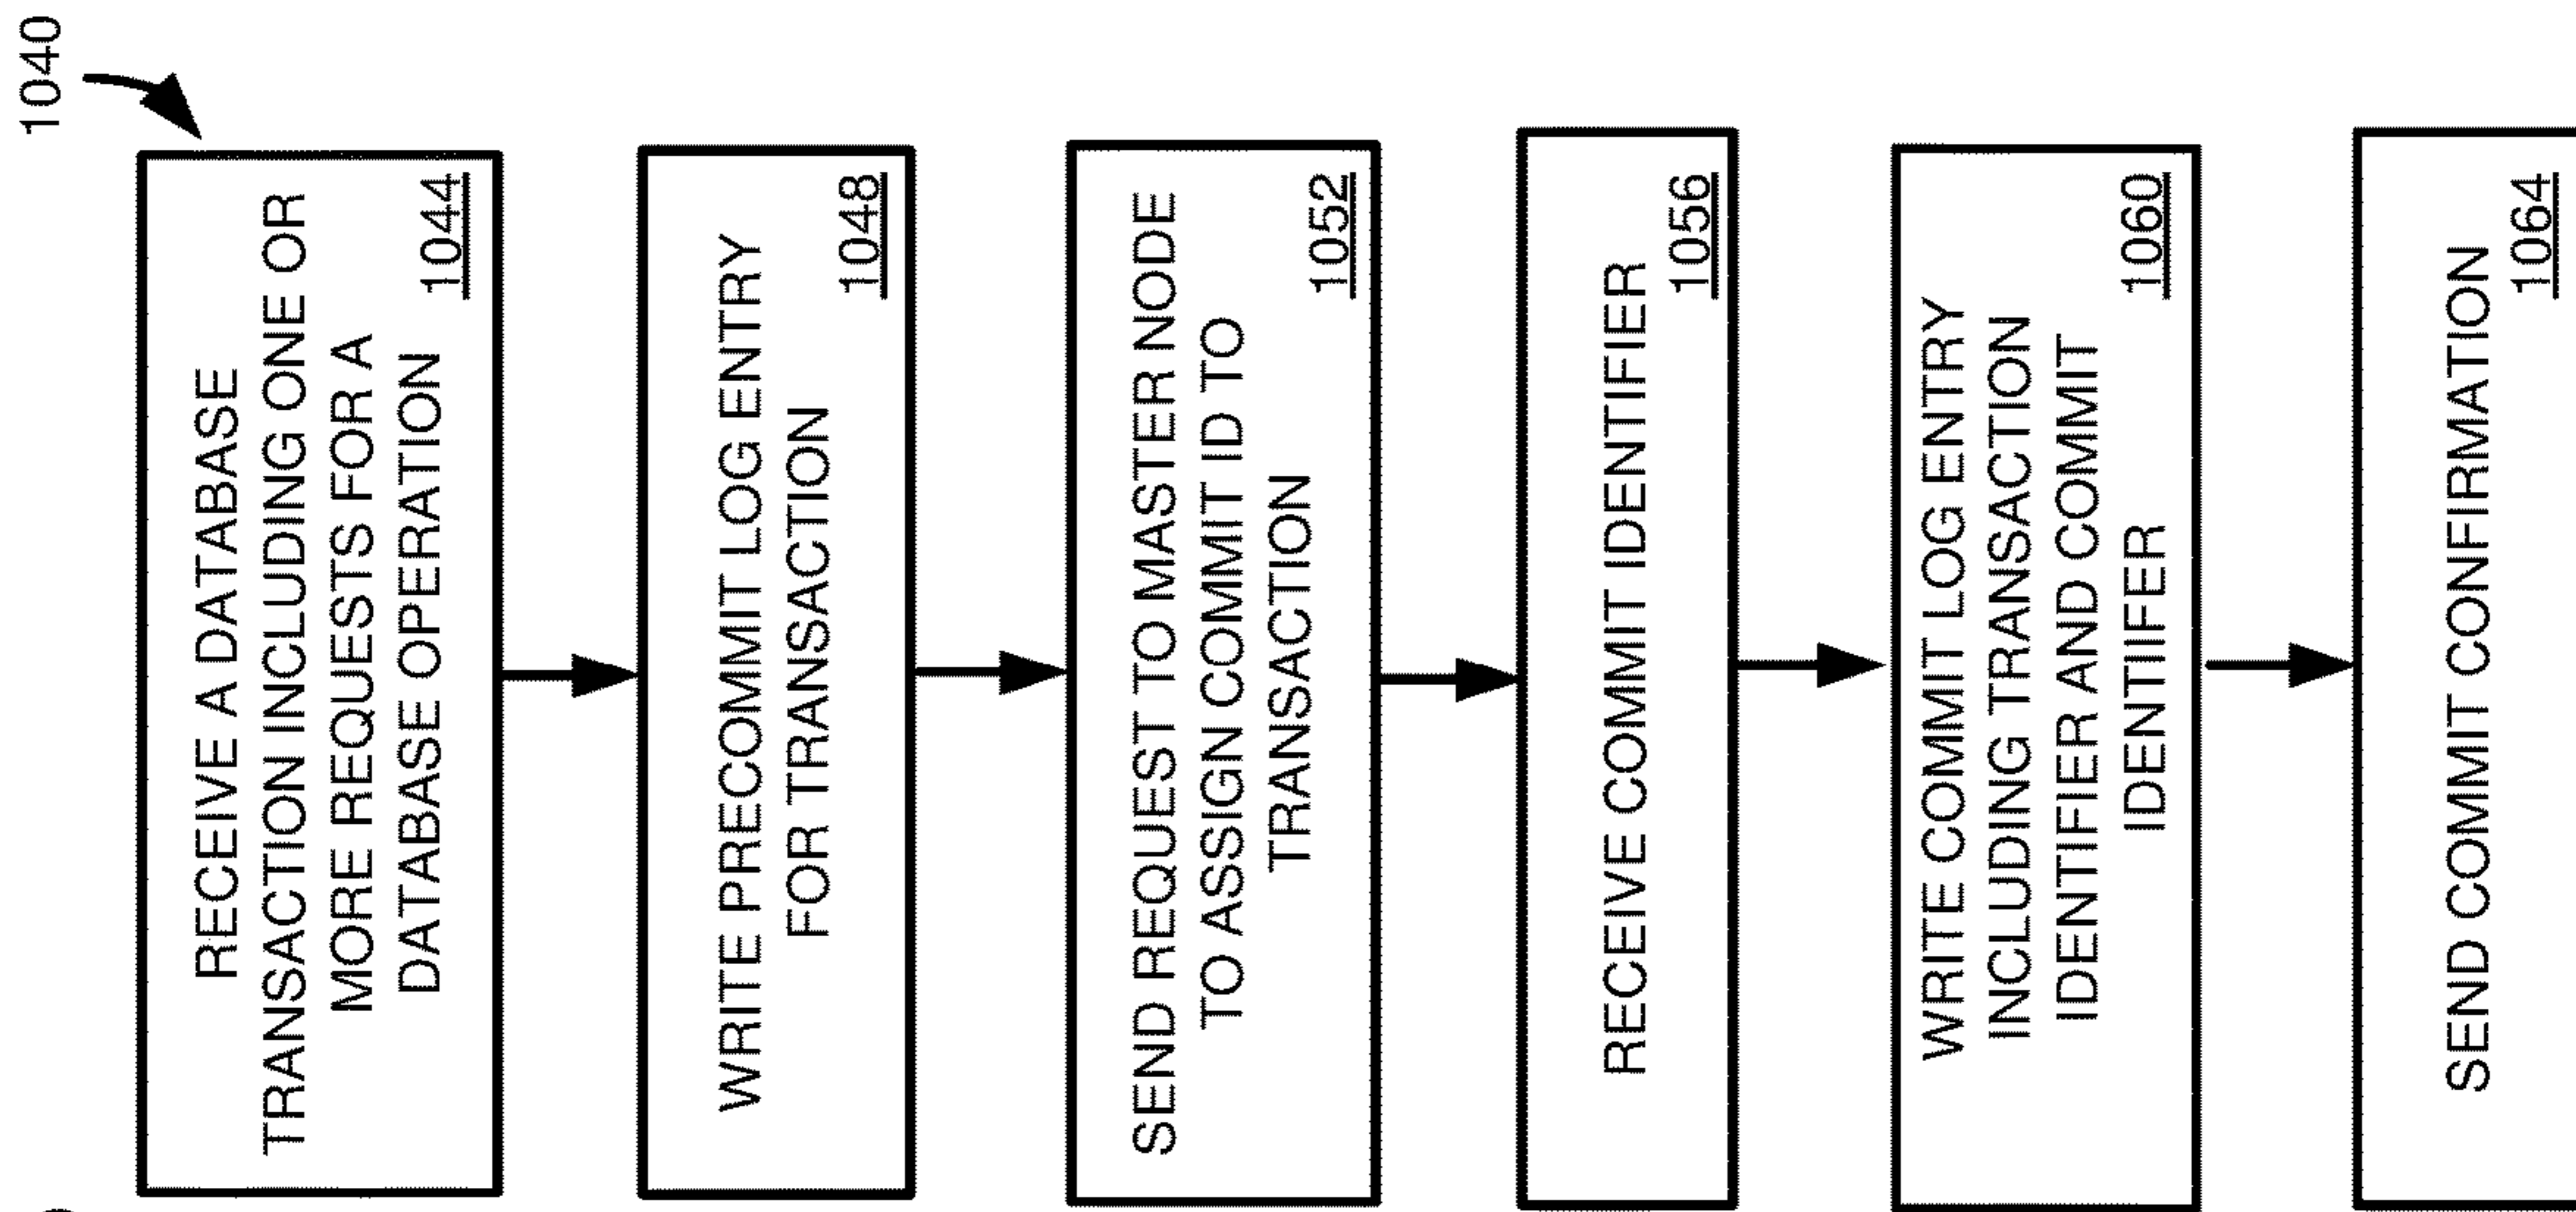 1040
RECEIVE A DATABASE
TRANSACTION INCLUDING ONE OR
MORE REQUESTS FOR A
DATABASE OPERATION
1044
WRITE PRECOMMIT LOG ENTRY
FOR TRANSACTION
1048
SEND REQUEST TO MASTER NODE
TO ASSIGN COMMIT ID TO
TRANSACTION
1052
RECEIVE COMMIT IDENTIFIER
1056
WRITE COMMIT LOG ENTRY
INCLUDING TRANSACTION
IDENTIFIER AND COMMIT
IDENTIIFER
1060
SEND COMMIT CONFIRMATION
1064